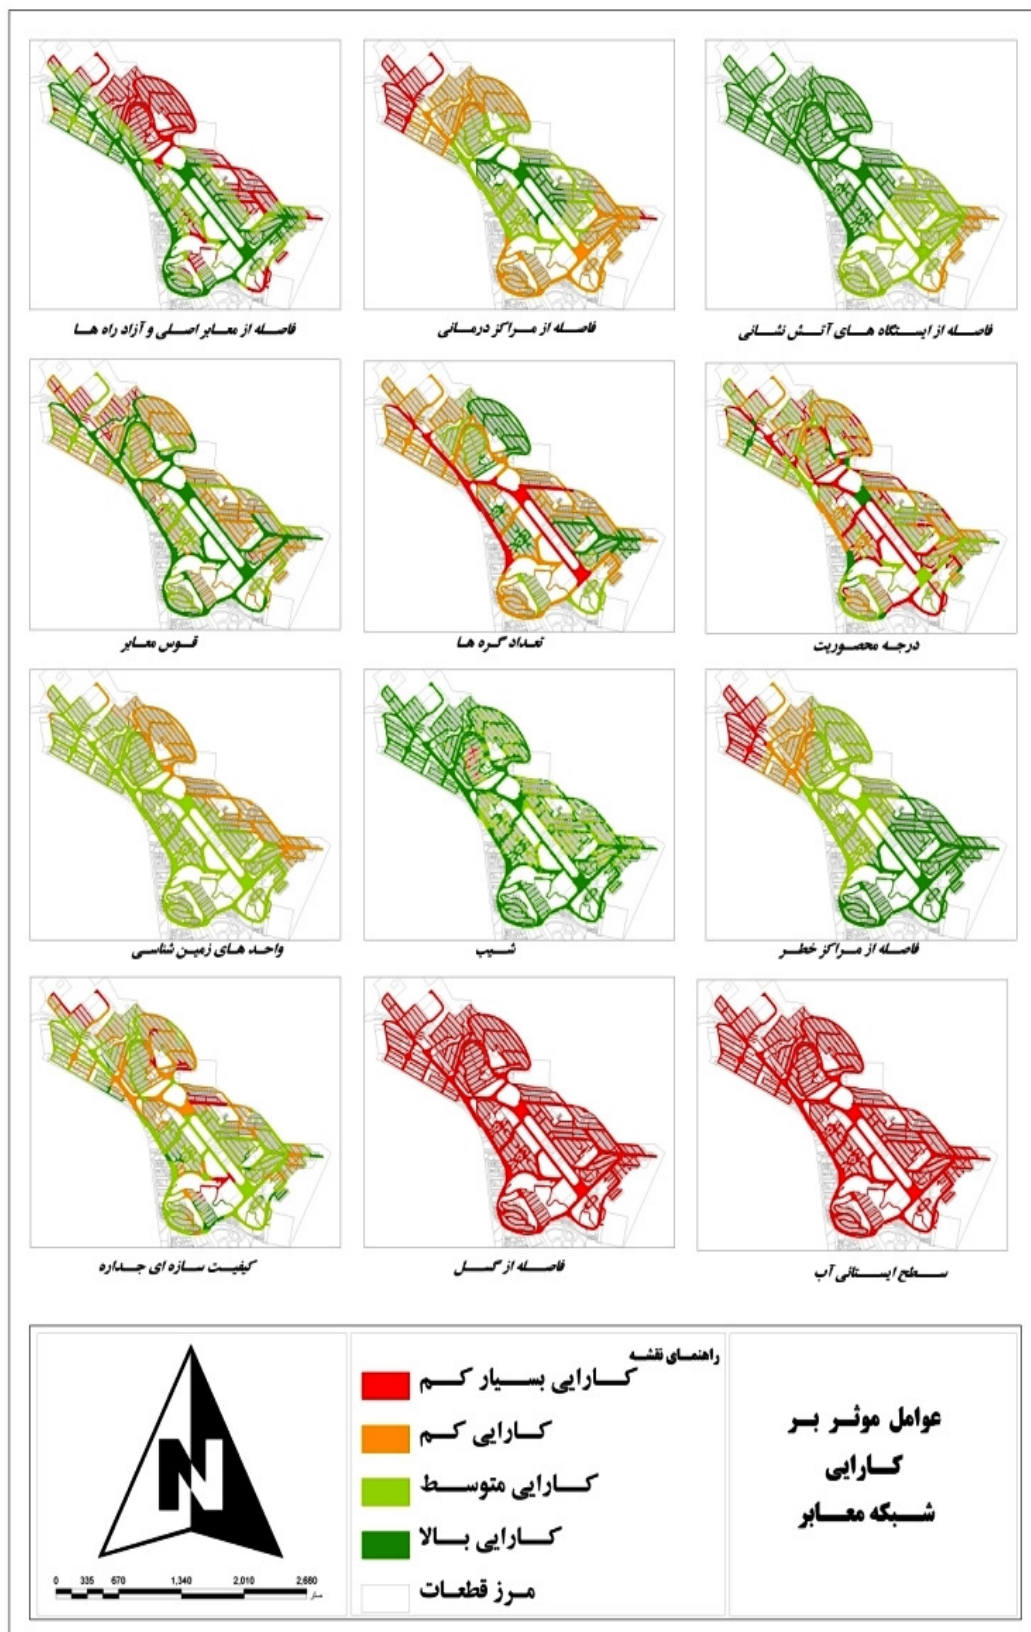 فاصله از ایستگاه های آتش نشانی
فاصله از مراکز درمانی
فاصله از معابر اصلی و آزاد راه ها
درجه محصوریت
تعداد گره ها
قوس معابر
فاصله از مراکز خطر
شیب
واحد های زمین شناسی
سطح ایستائی آب
فاصله از گسل
کیفیت سازه ای جداره
عوامل موثر بر
کارایی
شبکه معابر
راهنمای نقشه
کارایی بسیار کم
کارایی کم
کارایی متوسط
کارایی بالا
مرز قطعات
N
0 335 670 1,340 2,010 2,680
متر